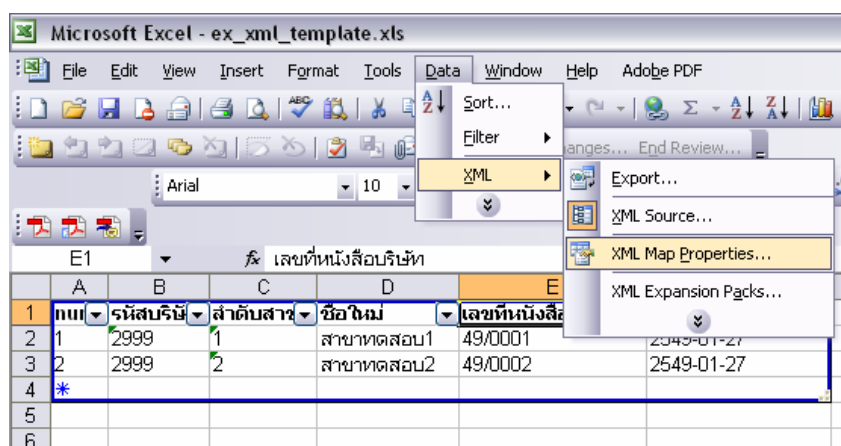 Microsoft Excel - ex_xml_template.xls
File Edit View Insert Format Tools Data Window Help Adobe PDF
Sort...
Filter
anges... End Review...
XML
Export...
Arial 10
XML Source...
E1 fx เลขที่หนังสือบริษัท
XML Map Properties...
A B C D E
XML Expansion Packs...
1 รหัสบริษั ลำดับสาข ชื่อใหม่ เลขที่หนังสือ
2 1 2999 1 สาขาทดสอบ1 49/0001 2549-01-27
3 2 2999 2 สาขาทดสอบ2 49/0002 2549-01-27
4 *
5
6